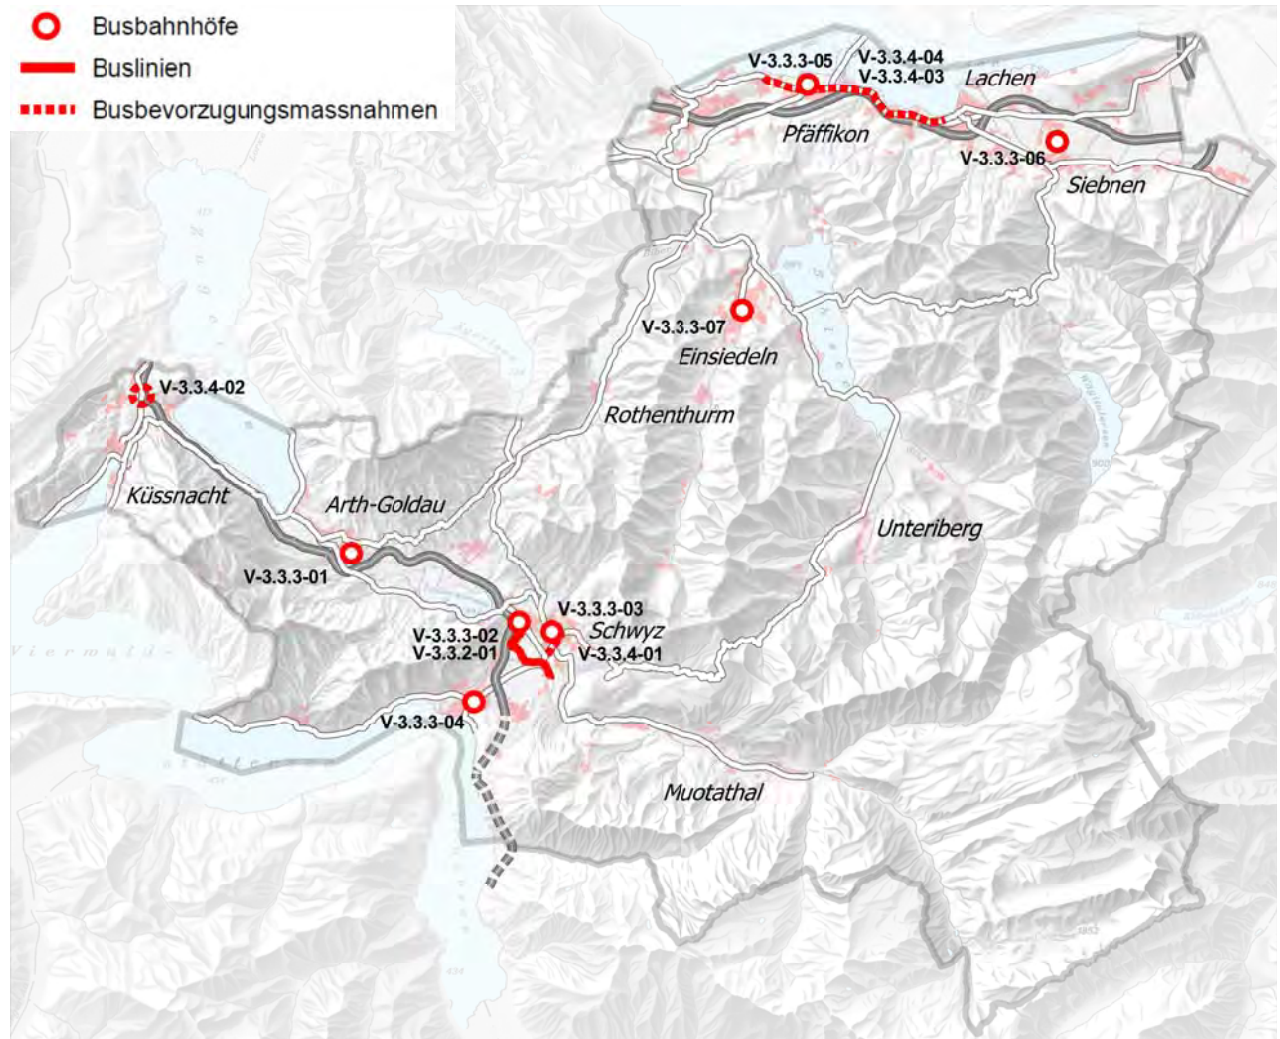 Busbahnhöfe
Buslinien
Busbevorzugungsmassnahmen
V-3.3.3-05
V-3.3.4-04
V-3.3.4-03
Lachen
Pfäffikon
V-3.3.3-06
Siebnen
V-3.3.3-07
Einsiedeln
V-3.3.4-02
Rothenthurm
Küssnacht
Arth-Goldau
Unteriberg
V-3.3.3-01
V-3.3.3-03
V-3.3.3-02
Schwyz
V-3.3.2-01
V-3.3.4-01
V-3.3.3-04
Muotathal